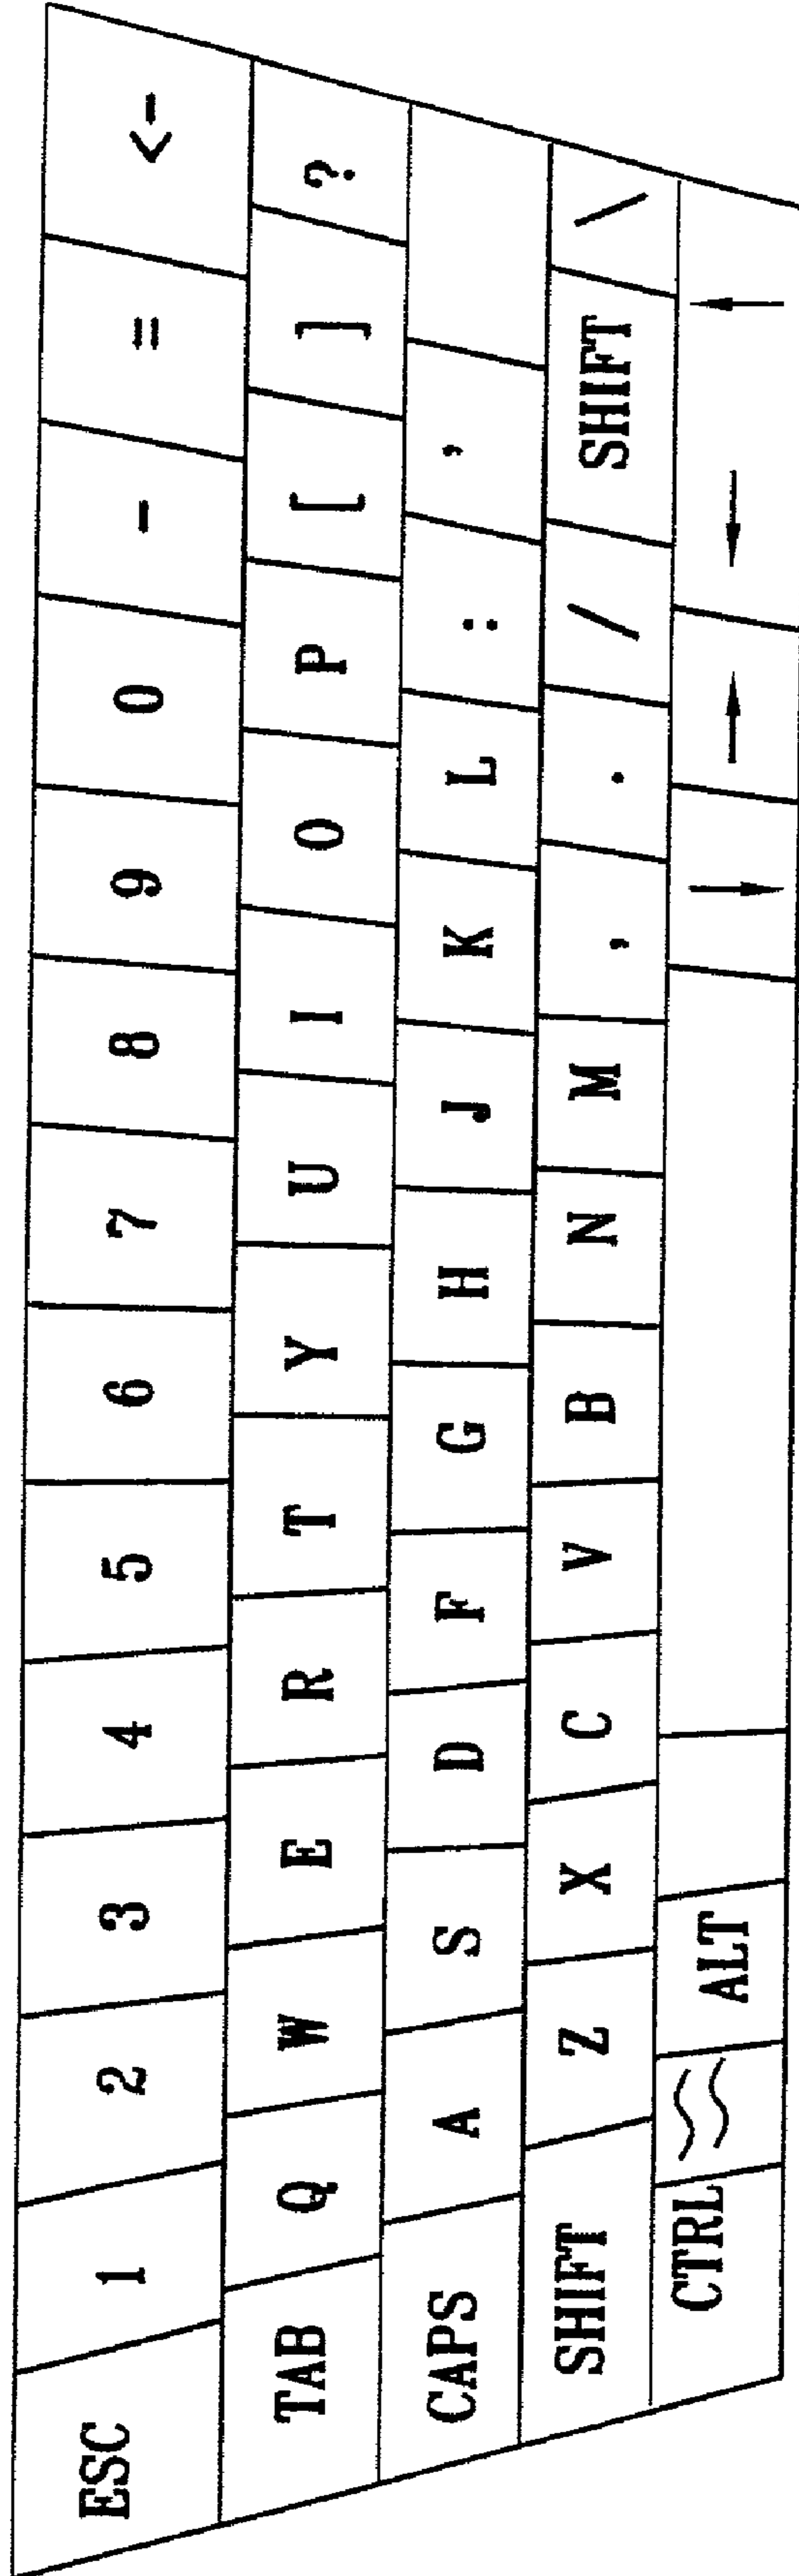 ESC 1 2 3 4 5 6 7 8 9 0 - = <-
TAB Q W E R T Y U I O P [ ] ?
CAPS A S D F G H J K L : '
SHIFT Z X C V B N M , . / SHIFT \
CTRL ALT ↓ → ← ↑